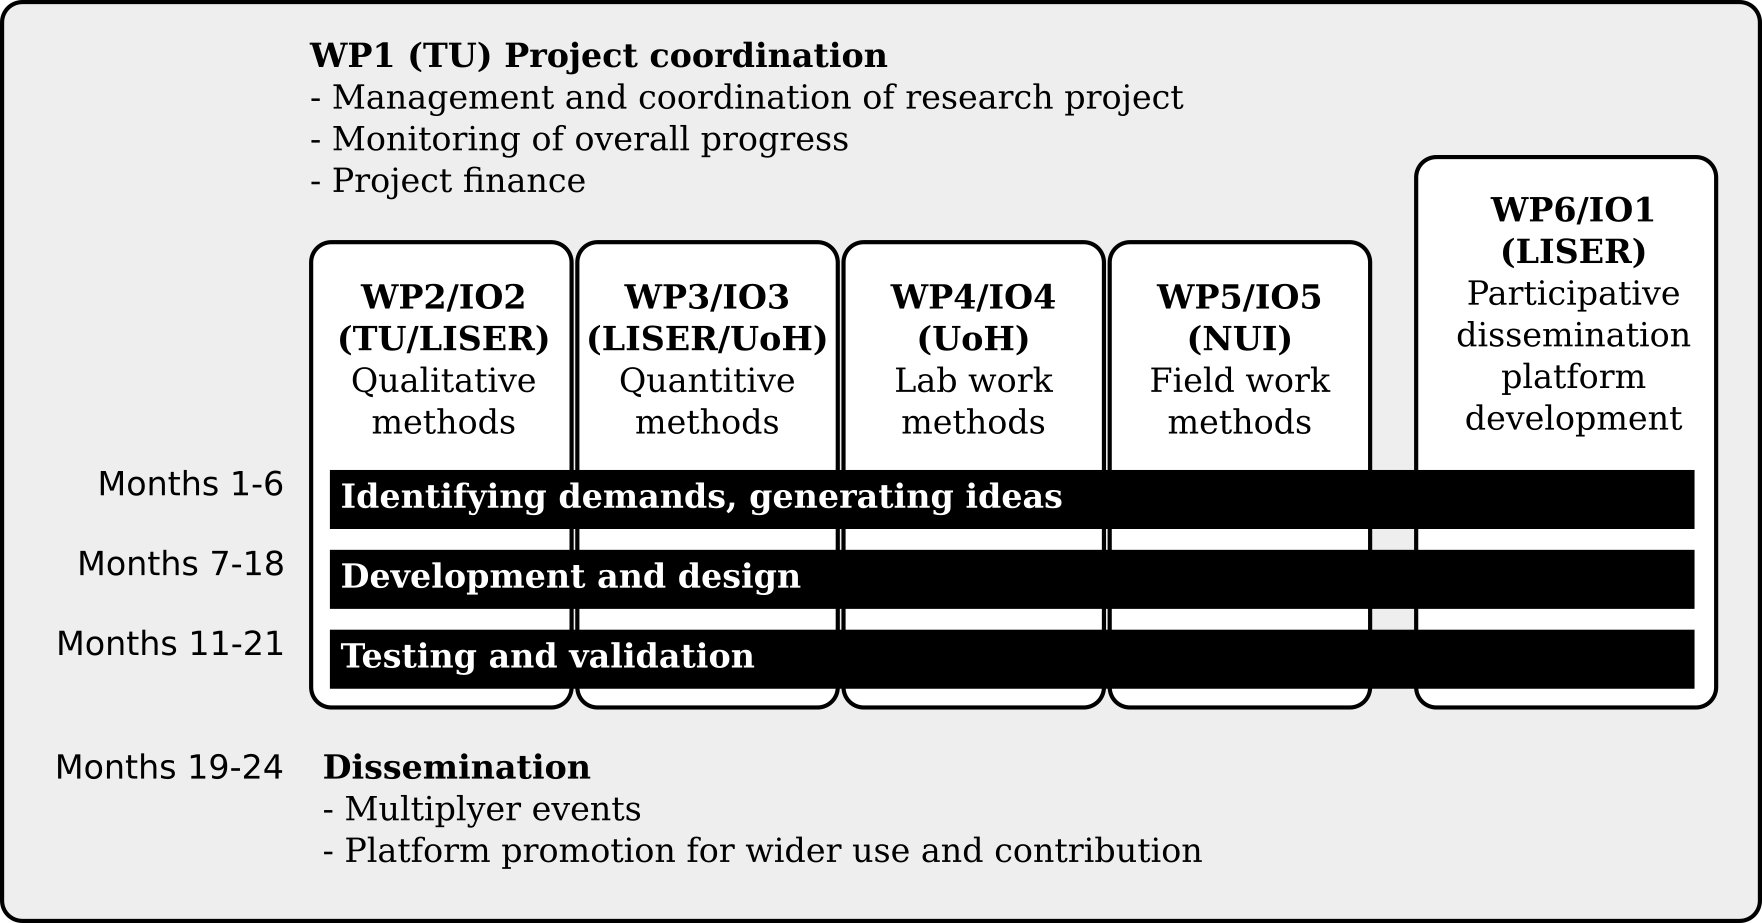 WP1 (TU) Project coordination
- Management and coordination of research project
- Monitoring of overall progress
- Project finance
WP2/IO2
(TU/LISER)
Qualitative
methods
WP3/IO3
(LISER/UoH)
Quantitive
methods
WP4/IO4
(UoH)
Lab work
methods
WP5/IO5
(NUI)
Field work
methods
WP6/IO1
(LISER)
Participative
dissemination
platform
development
Months 1-6
Identifying demands, generating ideas
Months 7-18
Development and design
Months 11-21
Testing and validation
Months 19-24
Dissemination
- Multiplyer events
- Platform promotion for wider use and contribution